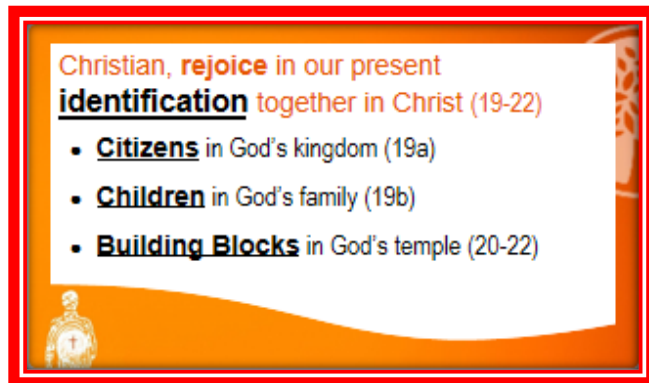 Christian, rejoice in our present
identification together in Christ (19-22)
• Citizens in God's kingdom (19a)
• Children in God's family (19b)
• Building Blocks in God's temple (20-22)